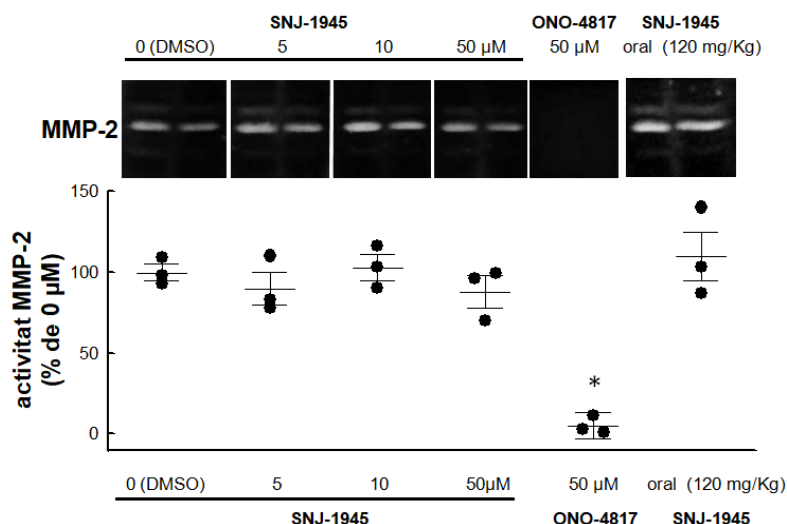 SNJ-1945 ONO-4817 SNJ-1945
0 (DMSO) 5 10 50 µM 50 µM oral (120 mg/Kg)
MMP-2
150
100
50
0
activitat MMP-2
(% de 0 µM)
*
0 (DMSO) 5 10 50µM 50 µM oral (120 mg/Kg)
SNJ-1945 ONO-4817 SNJ-1945